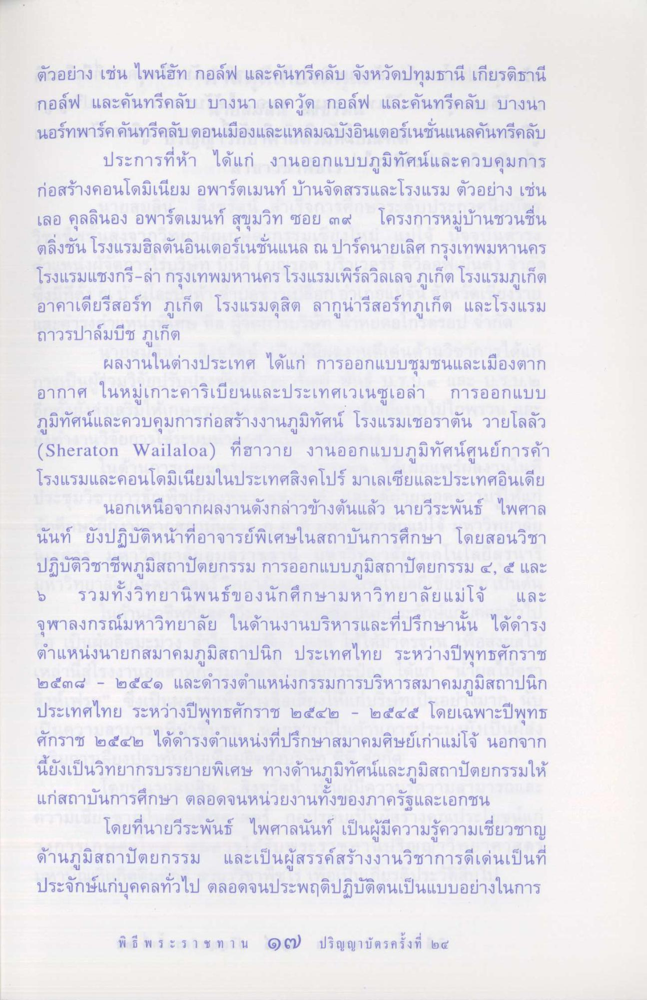 ตัวอย่าง เช่น ไพน์ฮัท กอล์ฟ และคันทรีคลับ จังหวัดปทุมธานี เกียรติธานี
กอล์ฟ และคันทรีคลับ บางนา เลควู้ด กอล์ฟ และคันทรีคลับ บางนา
นอร์ทพาร์คคันทรีคลับ ดอนเมืองและแหลมฉบังอินเตอร์เนชั่นแนลคันทรีคลับ
ประการที่ห้า ได้แก่ งานออกแบบภูมิทัศน์และควบคุมการ
ก่อสร้างคอนโดมิเนียม อพาร์ตเมนท์ บ้านจัดสรรและโรงแรม ตัวอย่าง เช่น
เลอ คุลลินอง อพาร์ตเมนท์ สุขุมวิท ซอย ๓๙ โครงการหมู่บ้านชวนชื่น
ตลิ่งชัน โรงแรมฮิลตันอินเตอร์เนชั่นแนล ณ ปาร์คนายเลิศ กรุงเทพมหานคร
โรงแรมแชงกรี-ล่า กรุงเทพมหานคร โรงแรมเพิร์ลวิลเลจ ภูเก็ต โรงแรมภูเก็ต
อาคาเดียรีสอร์ท ภูเก็ต โรงแรมดุสิต ลากูน่ารีสอร์ทภูเก็ต และโรงแรม
ถาวรปาล์มบีช ภูเก็ต
ผลงานในต่างประเทศ ได้แก่ การออกแบบชุมชนและเมืองตาก
อากาศ ในหมู่เกาะคาริเบียนและประเทศเวเนซูเอล่า การออกแบบ
ภูมิทัศน์และควบคุมการก่อสร้างงานภูมิทัศน์ โรงแรมเชอราตัน วายโลลัว
(Sheraton Wailaloa) ที่ฮาวาย งานออกแบบภูมิทัศน์ศูนย์การค้า
โรงแรมและคอนโดมิเนียมในประเทศสิงคโปร์ มาเลเซียและประเทศอินเดีย
นอกเหนือจากผลงานดังกล่าวข้างต้นแล้ว นายวีระพันธ์ ไพศาล
นันท์ ยังปฏิบัติหน้าที่อาจารย์พิเศษในสถาบันการศึกษา โดยสอนวิชา
ปฏิบัติวิชาชีพภูมิสถาปัตยกรรม การออกแบบภูมิสถาปัตยกรรม ๔, ๕ และ
๖ รวมทั้งวิทยานิพนธ์ของนักศึกษามหาวิทยาลัยแม่โจ้ และ
จุฬาลงกรณ์มหาวิทยาลัย ในด้านงานบริหารและที่ปรึกษานั้น ได้ดำรง
ตำแหน่งนายกสมาคมภูมิสถาปนิก ประเทศไทย ระหว่างปีพุทธศักราช
๒๕๓๘ - ๒๕๔๑ และดำรงตำแหน่งกรรมการบริหารสมาคมภูมิสถาปนิก
ประเทศไทย ระหว่างปีพุทธศักราช ๒๕๔๒ - ๒๕๔๕ โดยเฉพาะปีพุทธ
ศักราช ๒๕๔๒ ได้ดำรงตำแหน่งที่ปรึกษาสมาคมศิษย์เก่าแม่โจ้ นอกจาก
นี้ยังเป็นวิทยากรบรรยายพิเศษ ทางด้านภูมิทัศน์และภูมิสถาปัตยกรรมให้
แก่สถาบันการศึกษา ตลอดจนหน่วยงานทั้งของภาครัฐและเอกชน
โดยที่นายวีระพันธ์ ไพศาลนันท์ เป็นผู้มีความรู้ความเชี่ยวชาญ
ด้านภูมิสถาปัตยกรรม และเป็นผู้สรรค์สร้างงานวิชาการดีเด่นเป็นที่
ประจักษ์แก่บุคคลทั่วไป ตลอดจนประพฤติปฏิบัติตนเป็นแบบอย่างในการ
พิธีพระราชทาน ๑๗ ปริญญาบัตรครั้งที่ ๒๔